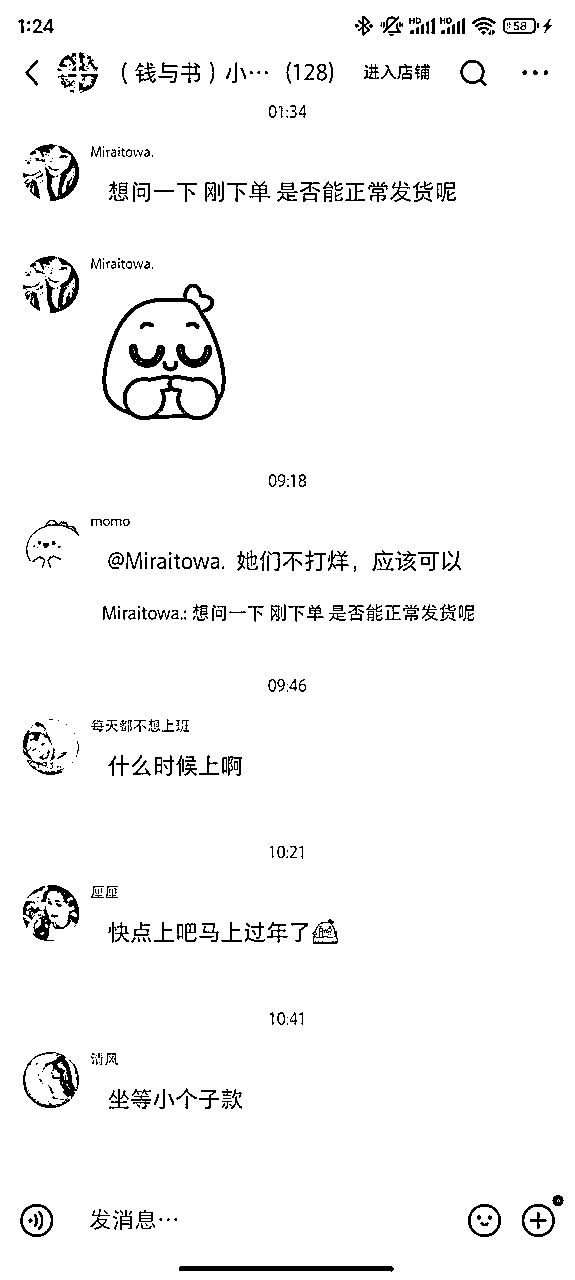 1:24
HD HD 58
（钱与书）小… (128) 进入店铺
01:34
Miraitowa.
想问一下 刚下单 是否能正常发货呢
Miraitowa.
09:18
momo
@Miraitowa. 她们不打烊，应该可以
Miraitowa.: 想问一下 刚下单 是否能正常发货呢
09:46
每天都不想上班
什么时候上啊
10:21
快点上吧马上过年了
10:41
清风
坐等小个子款
发消息…